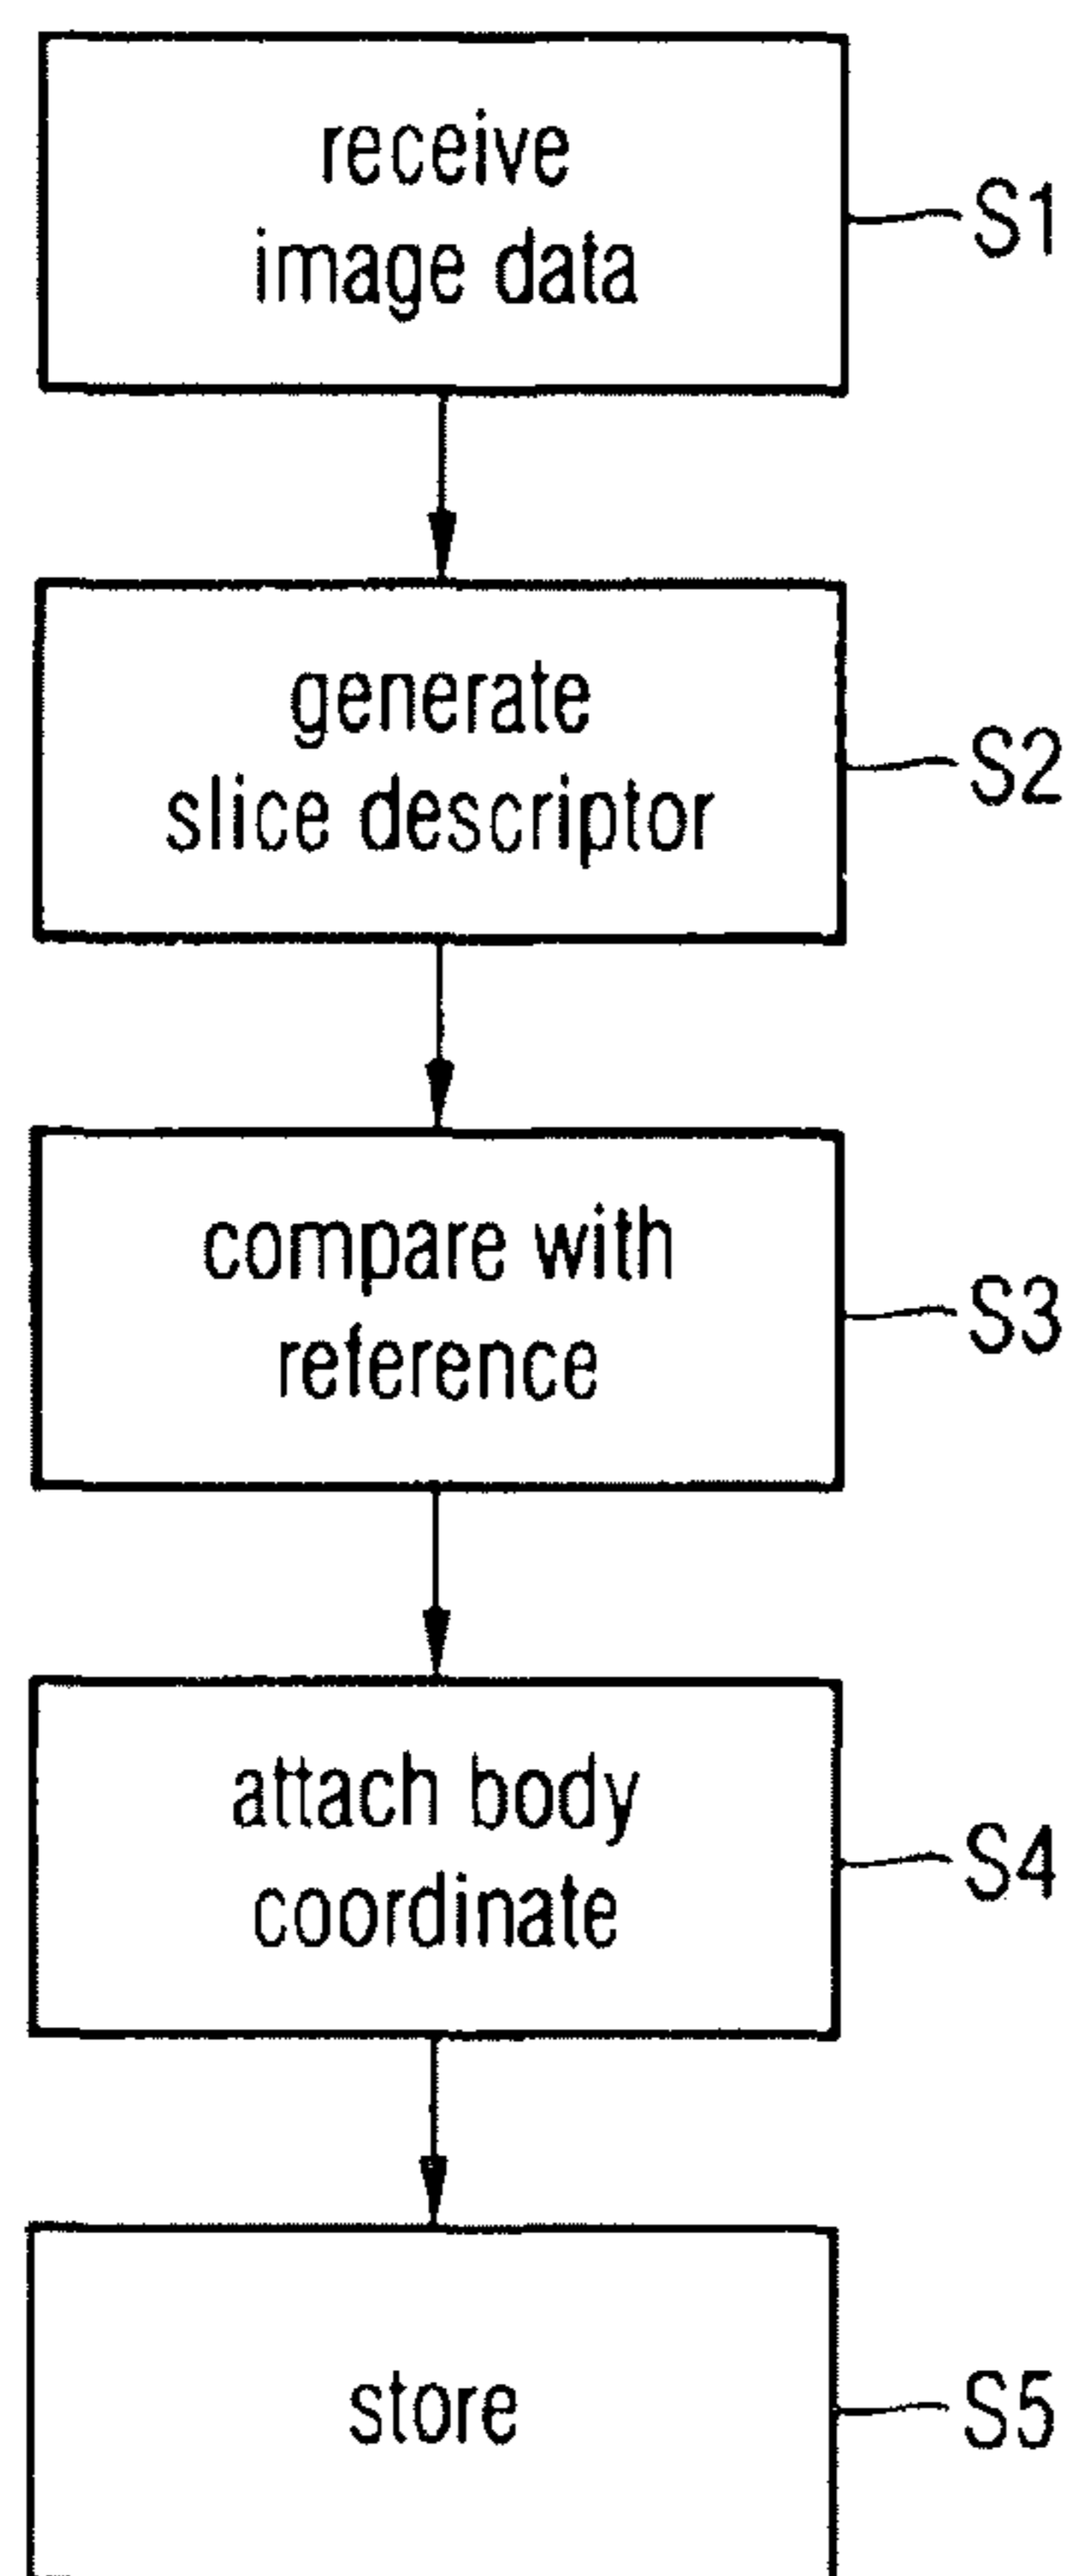 receive
image data
S1
generate
slice descriptor
S2
compare with
reference
S3
attach body
coordinate
S4
store
S5